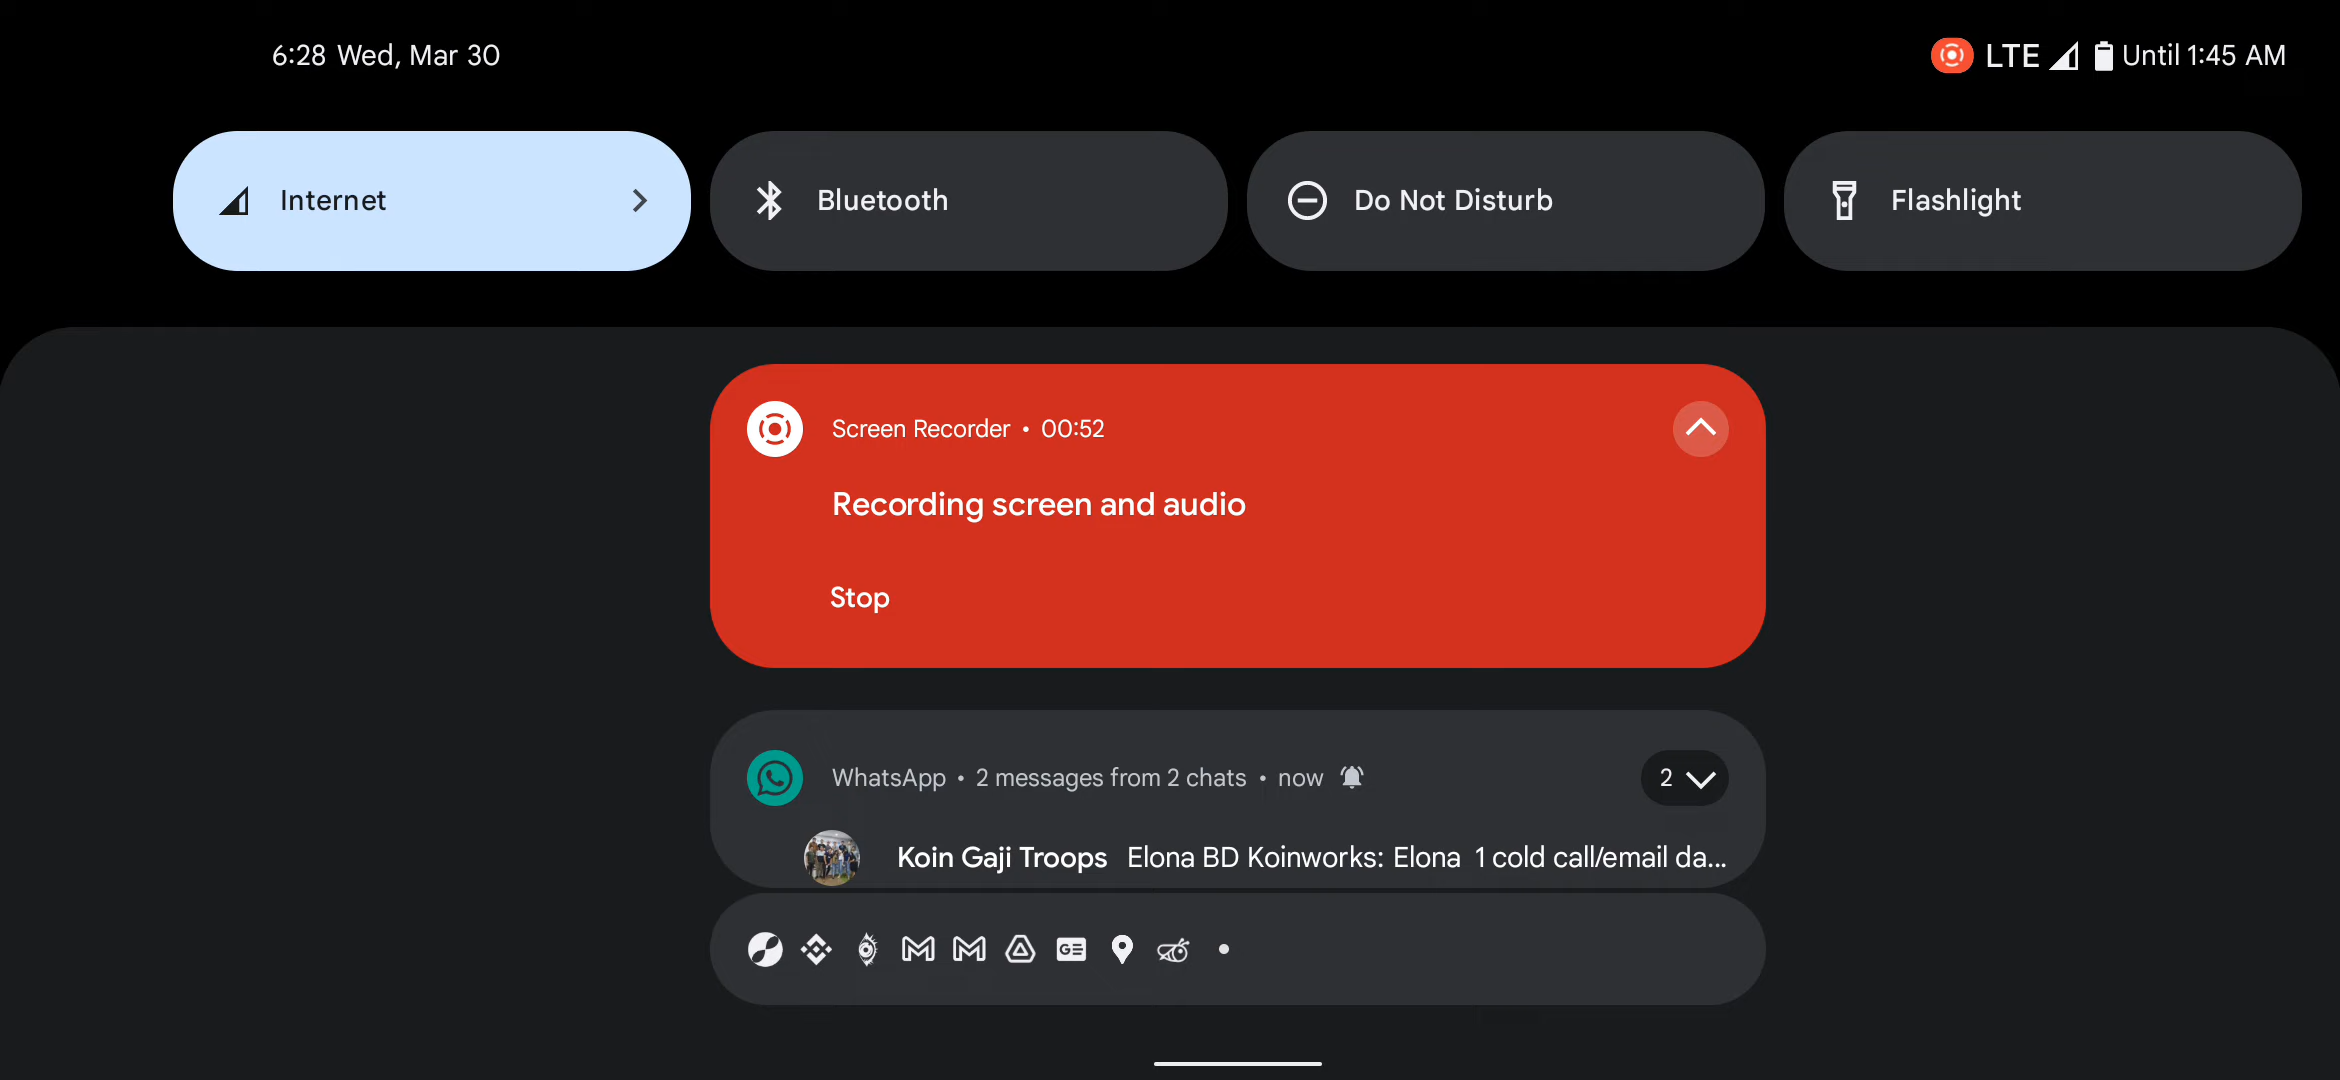 6:28 Wed, Mar 30
LTE Until 1:45 AM
Internet
Bluetooth
Do Not Disturb
Flashlight
Screen Recorder • 00:52
Recording screen and audio
Stop
WhatsApp • 2 messages from 2 chats • now
2
Koin Gaji Troops Elona BD Koinworks: Elona 1 cold call/email da...
GE